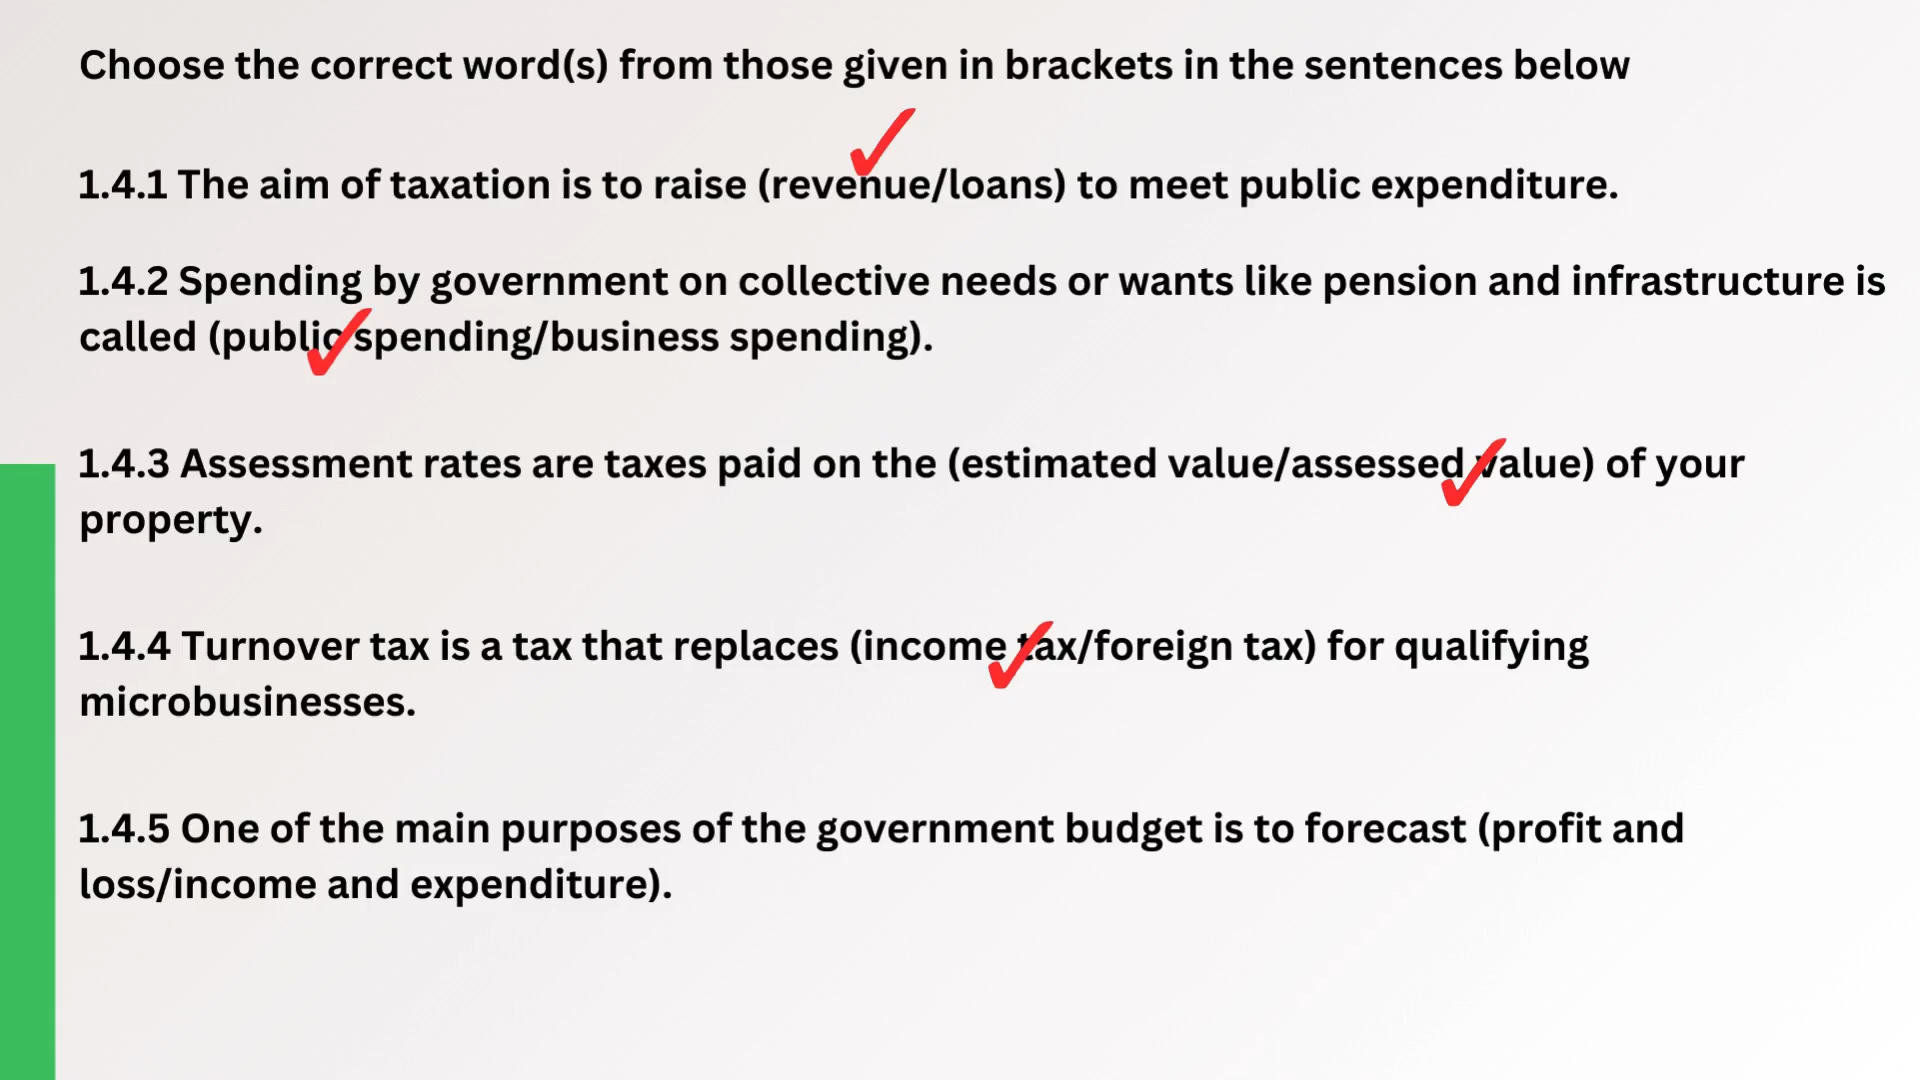 Choose the correct word(s) from those given in brackets in the sentences below
1.4.1 The aim of taxation is to raise (revenue/loans) to meet public expenditure.
1.4.2 Spending by government on collective needs or wants like pension and infrastructure is
called (public spending/business spending).
1.4.3 Assessment rates are taxes paid on the (estimated value/assessed value) of your
property.
1.4.4 Turnover tax is a tax that replaces (income tax/foreign tax) for qualifying
microbusinesses.
1.4.5 One of the main purposes of the government budget is to forecast (profit and
loss/income and expenditure).